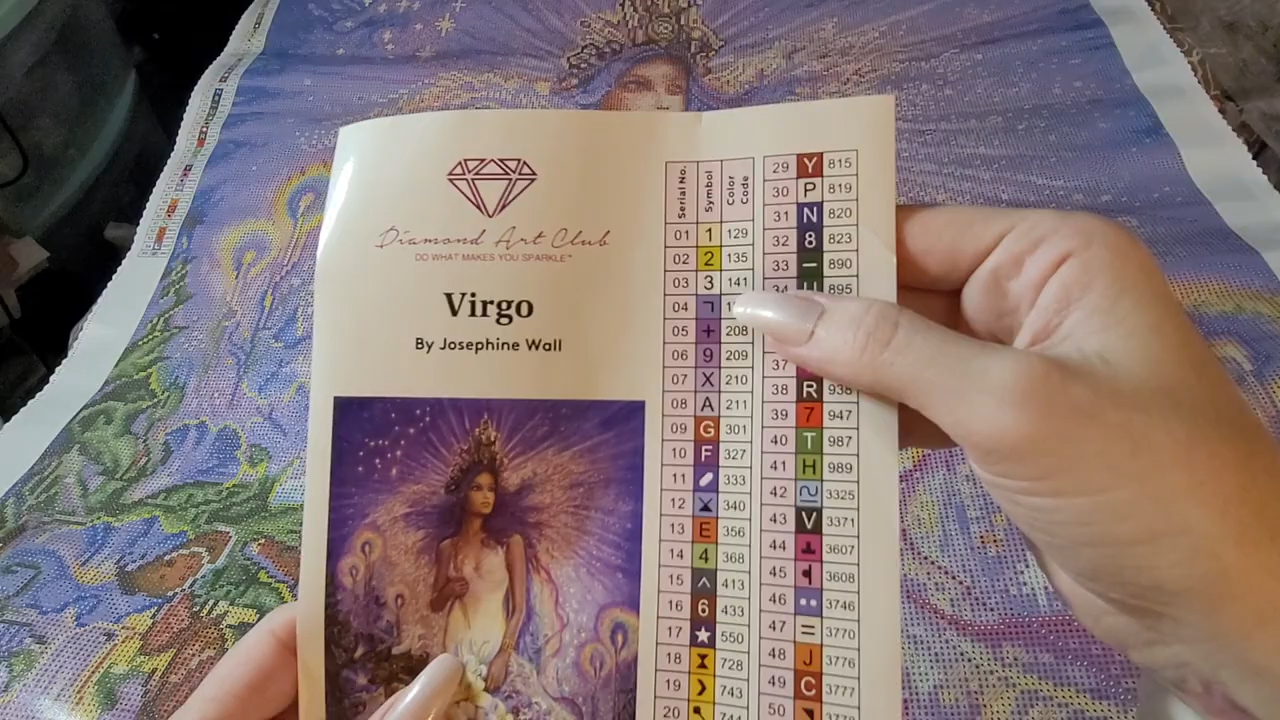 Diamond Art Club
DO WHAT MAKES YOU SPARKLE™
Virgo
By Josephine Wall
Serial No. Symbol Color Code
01 1 129
02 2 135
03 3 141
04 ㄱ
05 + 208
06 9 209
07 X 210
08 A 211
09 G 301
10 F 327
11 333
12 340
13 E 356
14 4 368
15 ^ 413
16 6 433
17 ★ 550
18 728
19 743
20 744
29 Y 815
30 P 819
31 N 820
32 8 823
33 – 890
34 U 895
37
38 R 938
39 7 947
40 T 987
41 H 989
42 3325
43 V 3371
44 3607
45 3608
46 •• 3746
47 = 3770
48 J 3776
49 C 3777
50